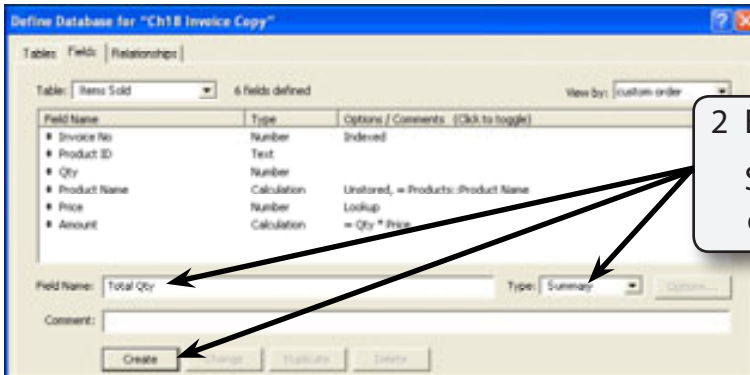 Define Database for "Ch18 Invoice Copy"
Tables Fields Relationships
Table: Items Sold 6 fields defined View by: custom order
Field Name Type Options / Comments (Click to toggle)
Invoice No Number Indexed
Product ID Text
Qty Number
Product Name Calculation Unstored, = Products::Product Name
Price Number Lookup
Amount Calculation = Qty * Price
2
Field Name: Total Qty Type: Summary Options...
Comment:
Create Change Duplicate Delete